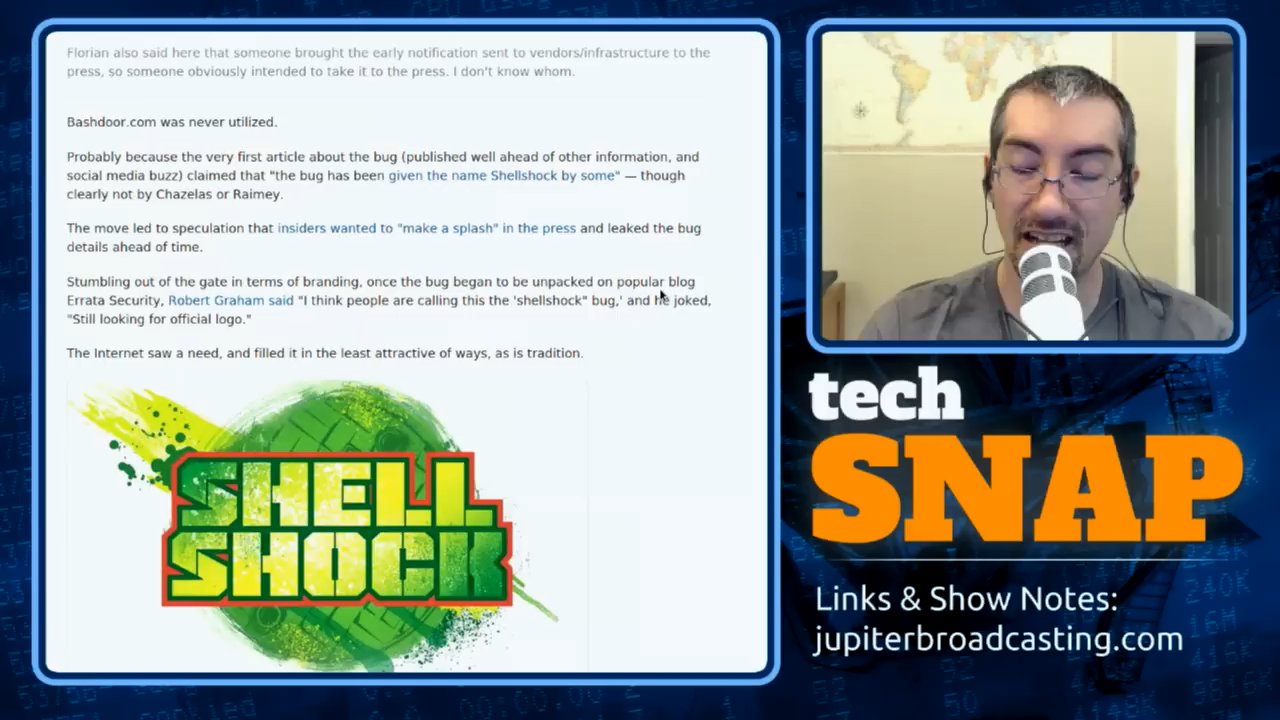 Florian also said here that someone brought the early notification sent to vendors/infrastructure to the
press, so someone obviously intended to take it to the press. I don't know whom.
Bashdoor.com was never utilized.
Probably because the very first article about the bug (published well ahead of other information, and
social media buzz) claimed that "the bug has been given the name Shellshock by some" — though
clearly not by Chazelas or Raimey.
The move led to speculation that insiders wanted to "make a splash" in the press and leaked the bug
details ahead of time.
Stumbling out of the gate in terms of branding, once the bug began to be unpacked on popular blog
Errata Security, Robert Graham said "I think people are calling this the 'shellshock" bug,' and he joked,
"Still looking for official logo."
The Internet saw a need, and filled it in the least attractive of ways, as is tradition.
SHELL
SHOCK
tech
SNAP
Links & Show Notes:
jupiterbroadcasting.com